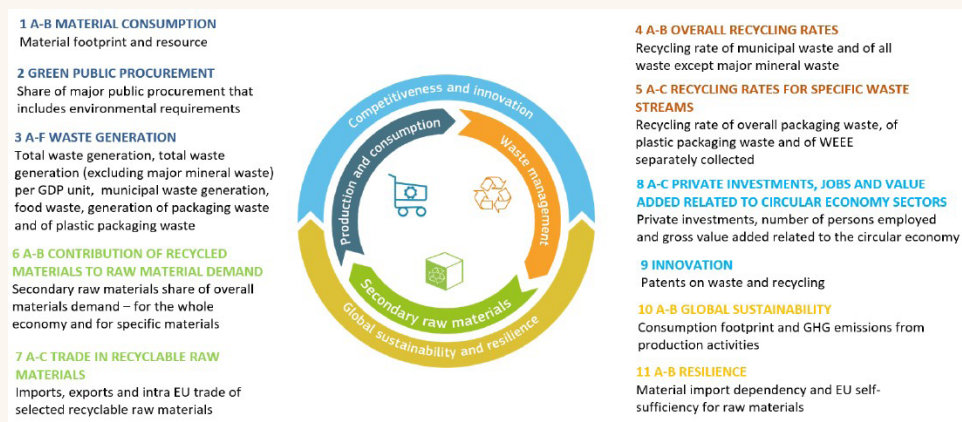 1 A-B MATERIAL CONSUMPTION
Material footprint and resource
2 GREEN PUBLIC PROCUREMENT
Share of major public procurement that
includes environmental requirements
3 A-F WASTE GENERATION
Total waste generation, total waste
generation (excluding major mineral waste)
per GDP unit, municipal waste generation,
food waste, generation of packaging waste
and of plastic packaging waste
6 A-B CONTRIBUTION OF RECYCLED
MATERIALS TO RAW MATERIAL DEMAND
Secondary raw materials share of overall
materials demand – for the whole
economy and for specific materials
7 A-C TRADE IN RECYCLABLE RAW
MATERIALS
Imports, exports and intra EU trade of
selected recyclable raw materials
Competitiveness and innovation
Production and consumption
Waste management
Secondary raw materials
Global sustainability and resilience
4 A-B OVERALL RECYCLING RATES
Recycling rate of municipal waste and of all
waste except major mineral waste
5 A-C RECYCLING RATES FOR SPECIFIC WASTE
STREAMS
Recycling rate of overall packaging waste, of
plastic packaging waste and of WEEE
separately collected
8 A-C PRIVATE INVESTMENTS, JOBS AND VALUE
ADDED RELATED TO CIRCULAR ECONOMY SECTORS
Private investments, number of persons employed
and gross value added related to the circular economy
9 INNOVATION
Patents on waste and recycling
10 A-B GLOBAL SUSTAINABILITY
Consumption footprint and GHG emissions from
production activities
11 A-B RESILIENCE
Material import dependency and EU self-
sufficiency for raw materials